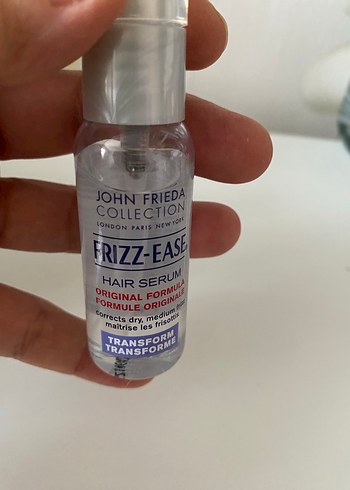 JOHN FRIEDA
COLLECTION
LONDON PARIS NEW YORK
FRIZZ-EASE
HAIR SERUM
ORIGINAL FORMULA
FORMULE ORIGINALE
corrects dry, medium frizz
maîtrise les frisottis
TRANSFORM
TRANSFORME